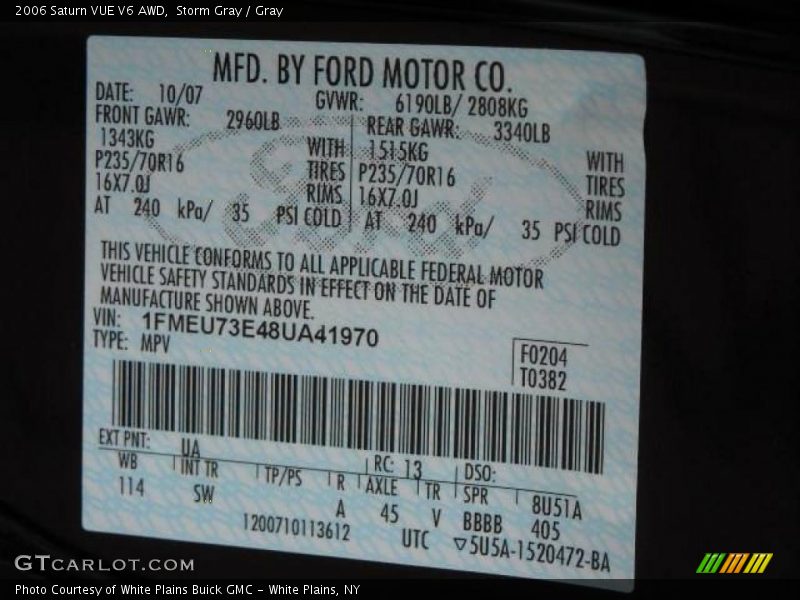 2006 Saturn VUE V6 AWD, Storm Gray / Gray
MFD. BY FORD MOTOR CO.
DATE: 10/07 GVWR: 6190LB/ 2808KG
FRONT GAWR: 2960LB REAR GAWR: 3340LB
1343KG WITH 1515KG WITH
P235/70R16 TIRES P235/70R16 TIRES
16X7.0J RIMS 16X7.0J RIMS
AT 240 kPa/ 35 PSI COLD AT 240 kPa/ 35 PSI COLD
THIS VEHICLE CONFORMS TO ALL APPLICABLE FEDERAL MOTOR
VEHICLE SAFETY STANDARDS IN EFFECT ON THE DATE OF
MANUFACTURE SHOWN ABOVE.
VIN: 1FMEU73E48UA41970
TYPE: MPV
F0204
T0382
EXT PNT: UA RC: 13 DSO:
WB INT TR TP/PS R AXLE TR SPR 8U51A
114 SW A 45 V BBBB 405
1200710113612 UTC ▽5U5A-1520472-BA
Ford
GTCARLOT.COM
Photo Courtesy of White Plains Buick GMC - White Plains, NY